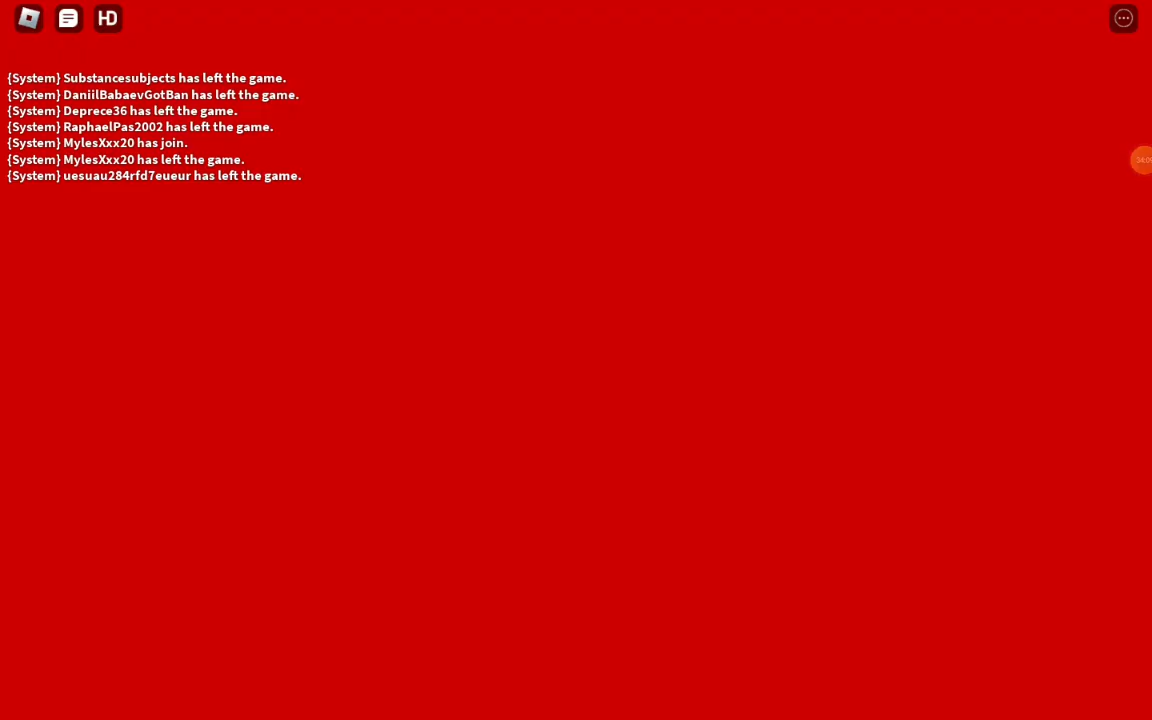 HD
{System} Substancesubjects has left the game.
{System} DaniilBabaevGotBan has left the game.
{System} Deprece36 has left the game.
{System} RaphaelPas2002 has left the game.
{System} MylesXxx20 has join.
{System} MylesXxx20 has left the game.
{System} uesuau284rfd7eueur has left the game.